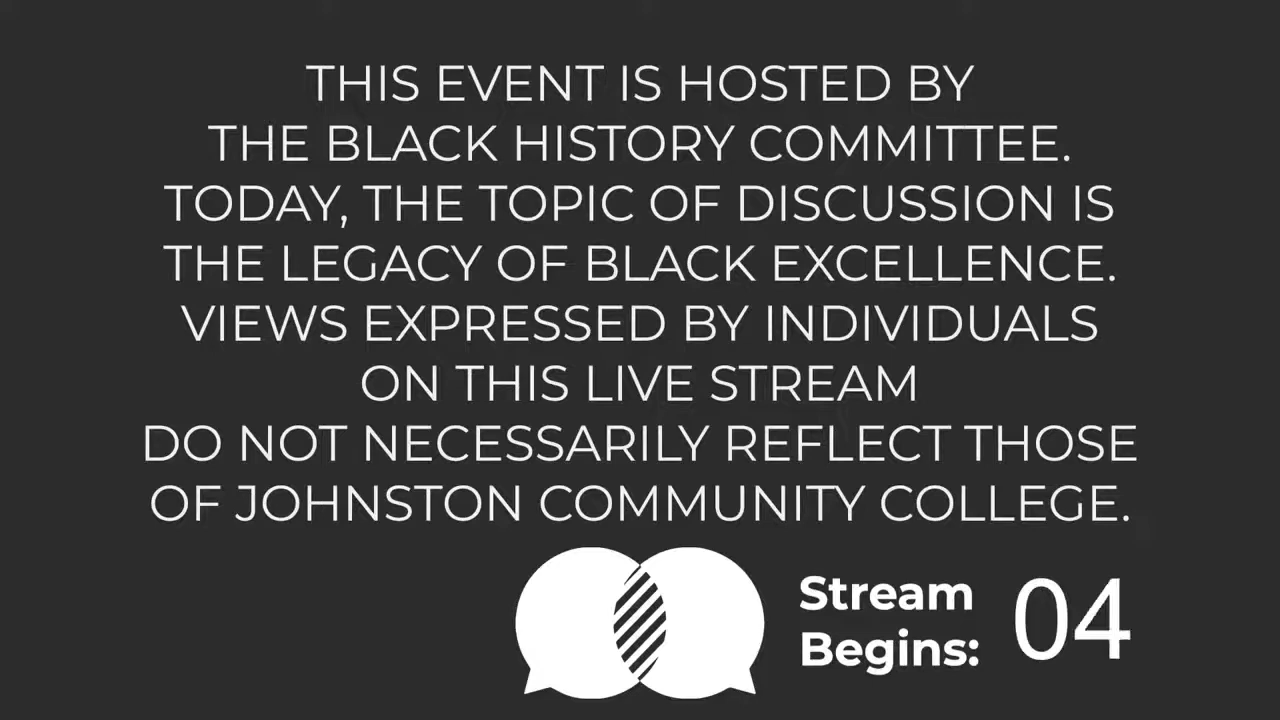 THIS EVENT IS HOSTED BY
THE BLACK HISTORY COMMITTEE.
TODAY, THE TOPIC OF DISCUSSION IS
THE LEGACY OF BLACK EXCELLENCE.
VIEWS EXPRESSED BY INDIVIDUALS
ON THIS LIVE STREAM
DO NOT NECESSARILY REFLECT THOSE
OF JOHNSTON COMMUNITY COLLEGE.
Stream
Begins: 04